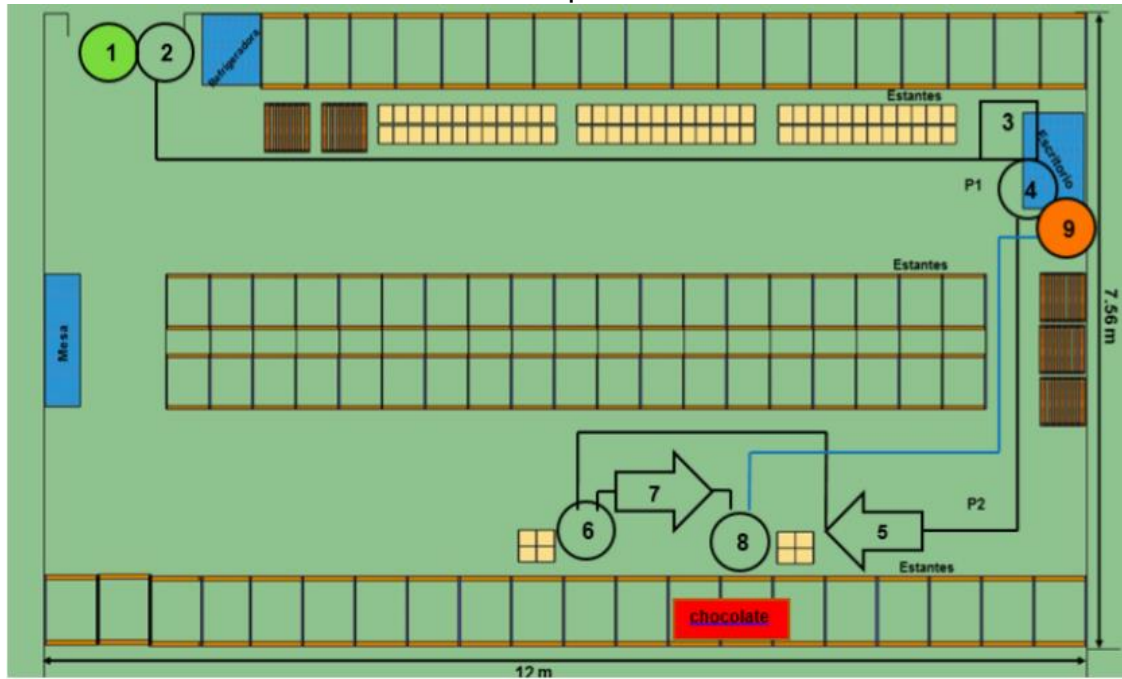 1
2
Refrigeradora
Estantes
3
Escritorio
P1
4
9
Estantes
Mesa
7.56 m
7
P2
6
8
5
Estantes
chocolate
12 m